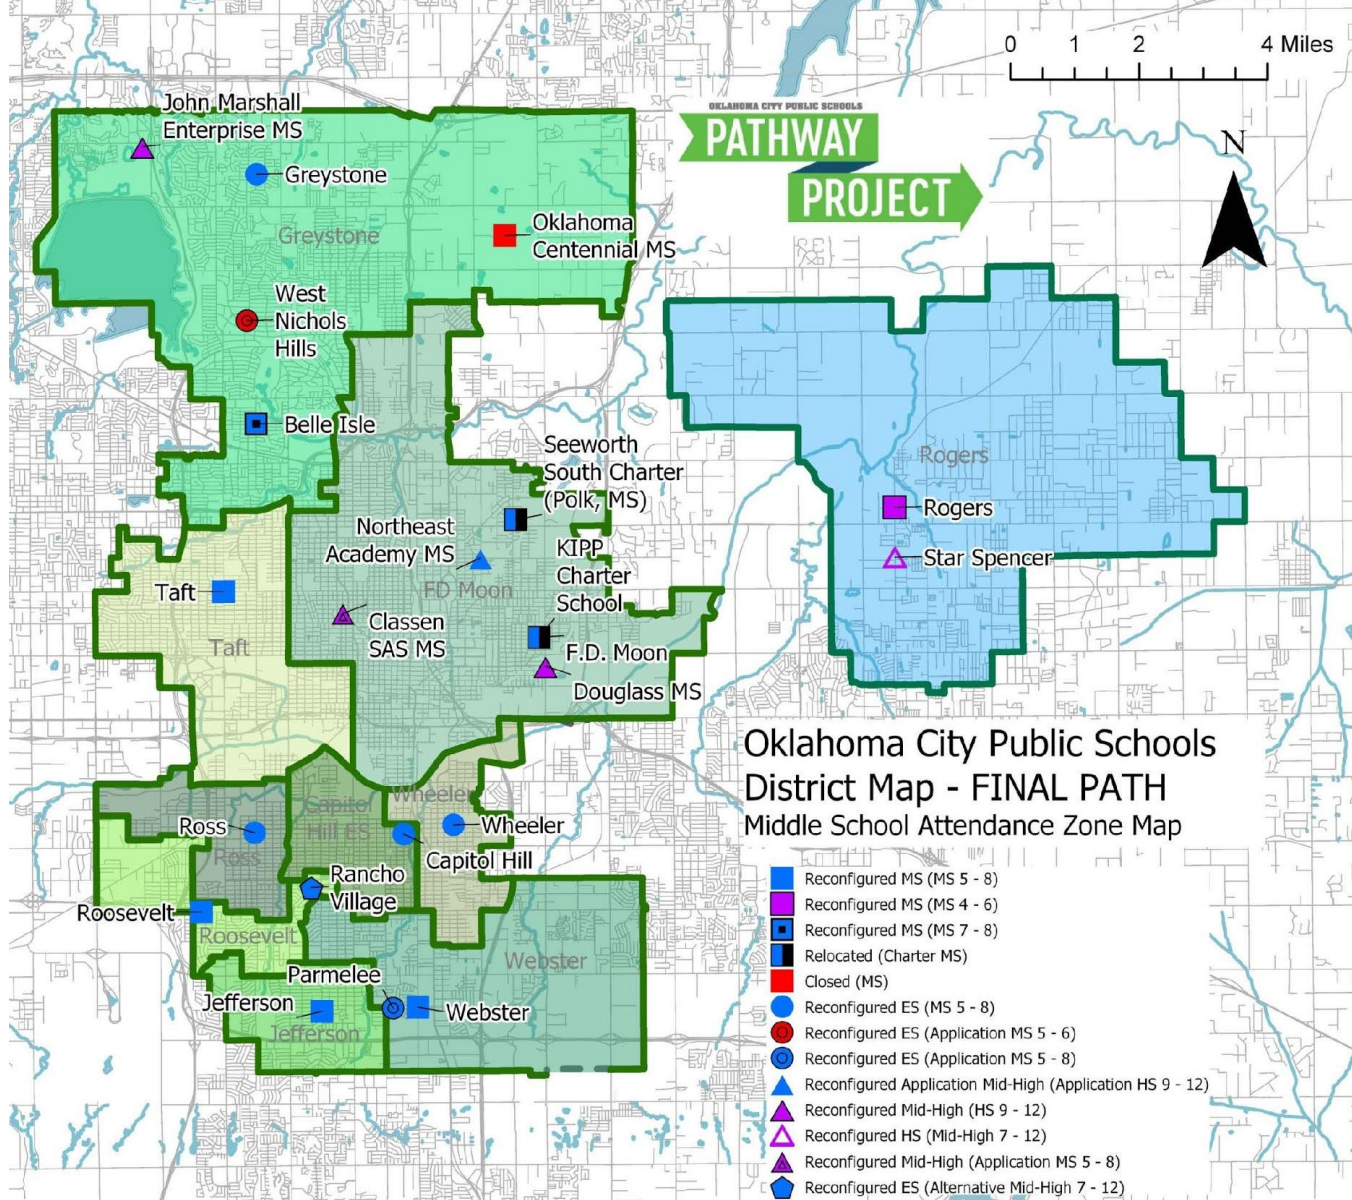 0 1 2 4 Miles
OKLAHOMA CITY PUBLIC SCHOOLS
PATHWAY
PROJECT
N
John Marshall
Enterprise MS
Greystone
Greystone
Oklahoma
Centennial MS
West
Nichols
Hills
Belle Isle
Seeworth
South Charter
(Polk, MS)
Northeast
Academy MS
KIPP
Charter
School
FD Moon
Classen
SAS MS
F.D. Moon
Douglass MS
Taft
Taft
Rogers
Rogers
Star Spencer
Oklahoma City Public Schools
District Map - FINAL PATH
Middle School Attendance Zone Map
Capitol
Hill ES
Wheeler
Wheeler
Ross
Ross
Capitol Hill
Rancho
Village
Roosevelt
Roosevelt
Webster
Parmelee
Jefferson
Webster
Jefferson
Reconfigured MS (MS 5 - 8)
Reconfigured MS (MS 4 - 6)
Reconfigured MS (MS 7 - 8)
Relocated (Charter MS)
Closed (MS)
Reconfigured ES (MS 5 - 8)
Reconfigured ES (Application MS 5 - 6)
Reconfigured ES (Application MS 5 - 8)
Reconfigured Application Mid-High (Application HS 9 - 12)
Reconfigured Mid-High (HS 9 - 12)
Reconfigured HS (Mid-High 7 - 12)
Reconfigured Mid-High (Application MS 5 - 8)
Reconfigured ES (Alternative Mid-High 7 - 12)